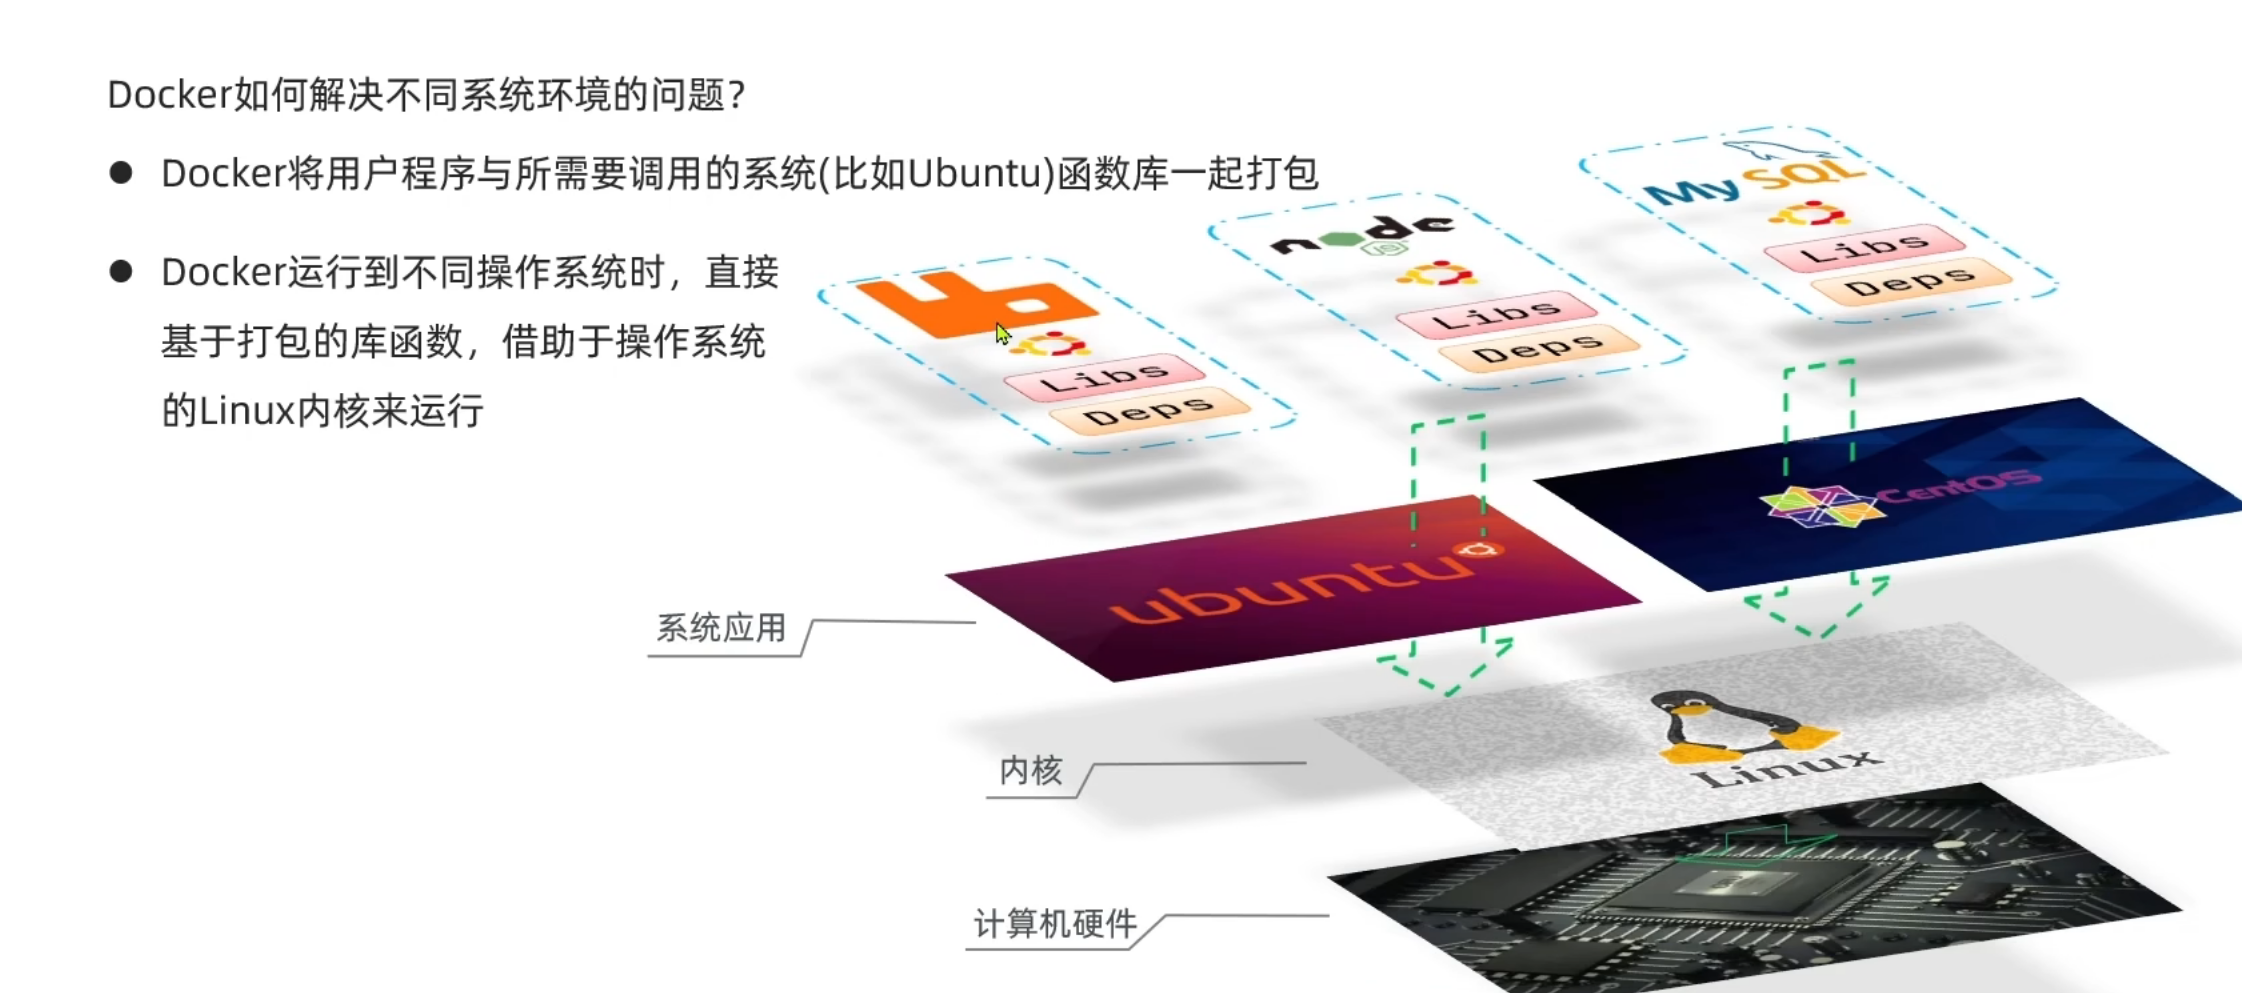 Docker如何解决不同系统环境的问题？
Docker将用户程序与所需要调用的系统(比如Ubuntu)函数库一起打包
Docker运行到不同操作系统时，直接
基于打包的库函数，借助于操作系统
的Linux内核来运行
Libs
Deps
node
JS
Libs
Deps
MySQL
Libs
Deps
ubuntu
CentOS
系统应用
内核
Linux
计算机硬件